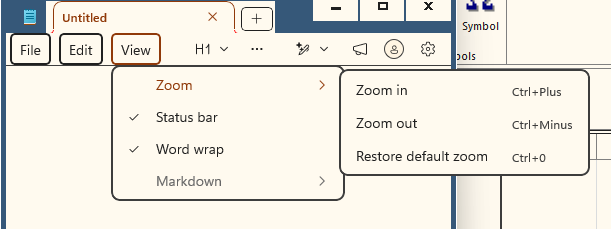 Untitled
Symbol
File Edit View H1 ...
ols
Zoom
Status bar
Word wrap
Markdown
Zoom in Ctrl+Plus
Zoom out Ctrl+Minus
Restore default zoom Ctrl+0